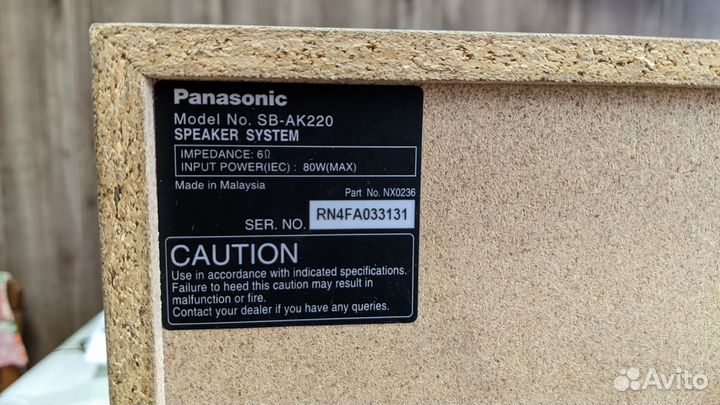 Panasonic
Model No. SB-AK220
SPEAKER SYSTEM
IMPEDANCE: 6Ω
INPUT POWER(IEC) : 80W(MAX)
Made in Malaysia
Part No. NX0236
SER. NO. RN4FA033131
CAUTION
Use in accordance with indicated specifications.
Failure to heed this caution may result in
malfunction or fire.
Contact your dealer if you have any queries.
Avito